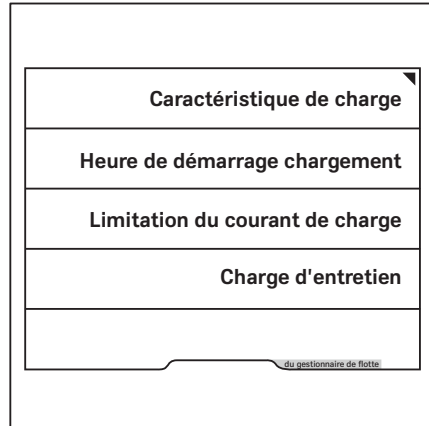 Caractéristique de charge
Heure de démarrage chargement
Limitation du courant de charge
Charge d'entretien
du gestionnaire de flotte